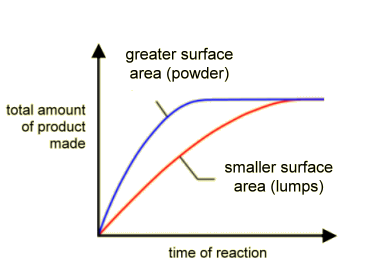 greater surface
area (powder)
total amount
of product
made
smaller surface
area (lumps)
time of reaction